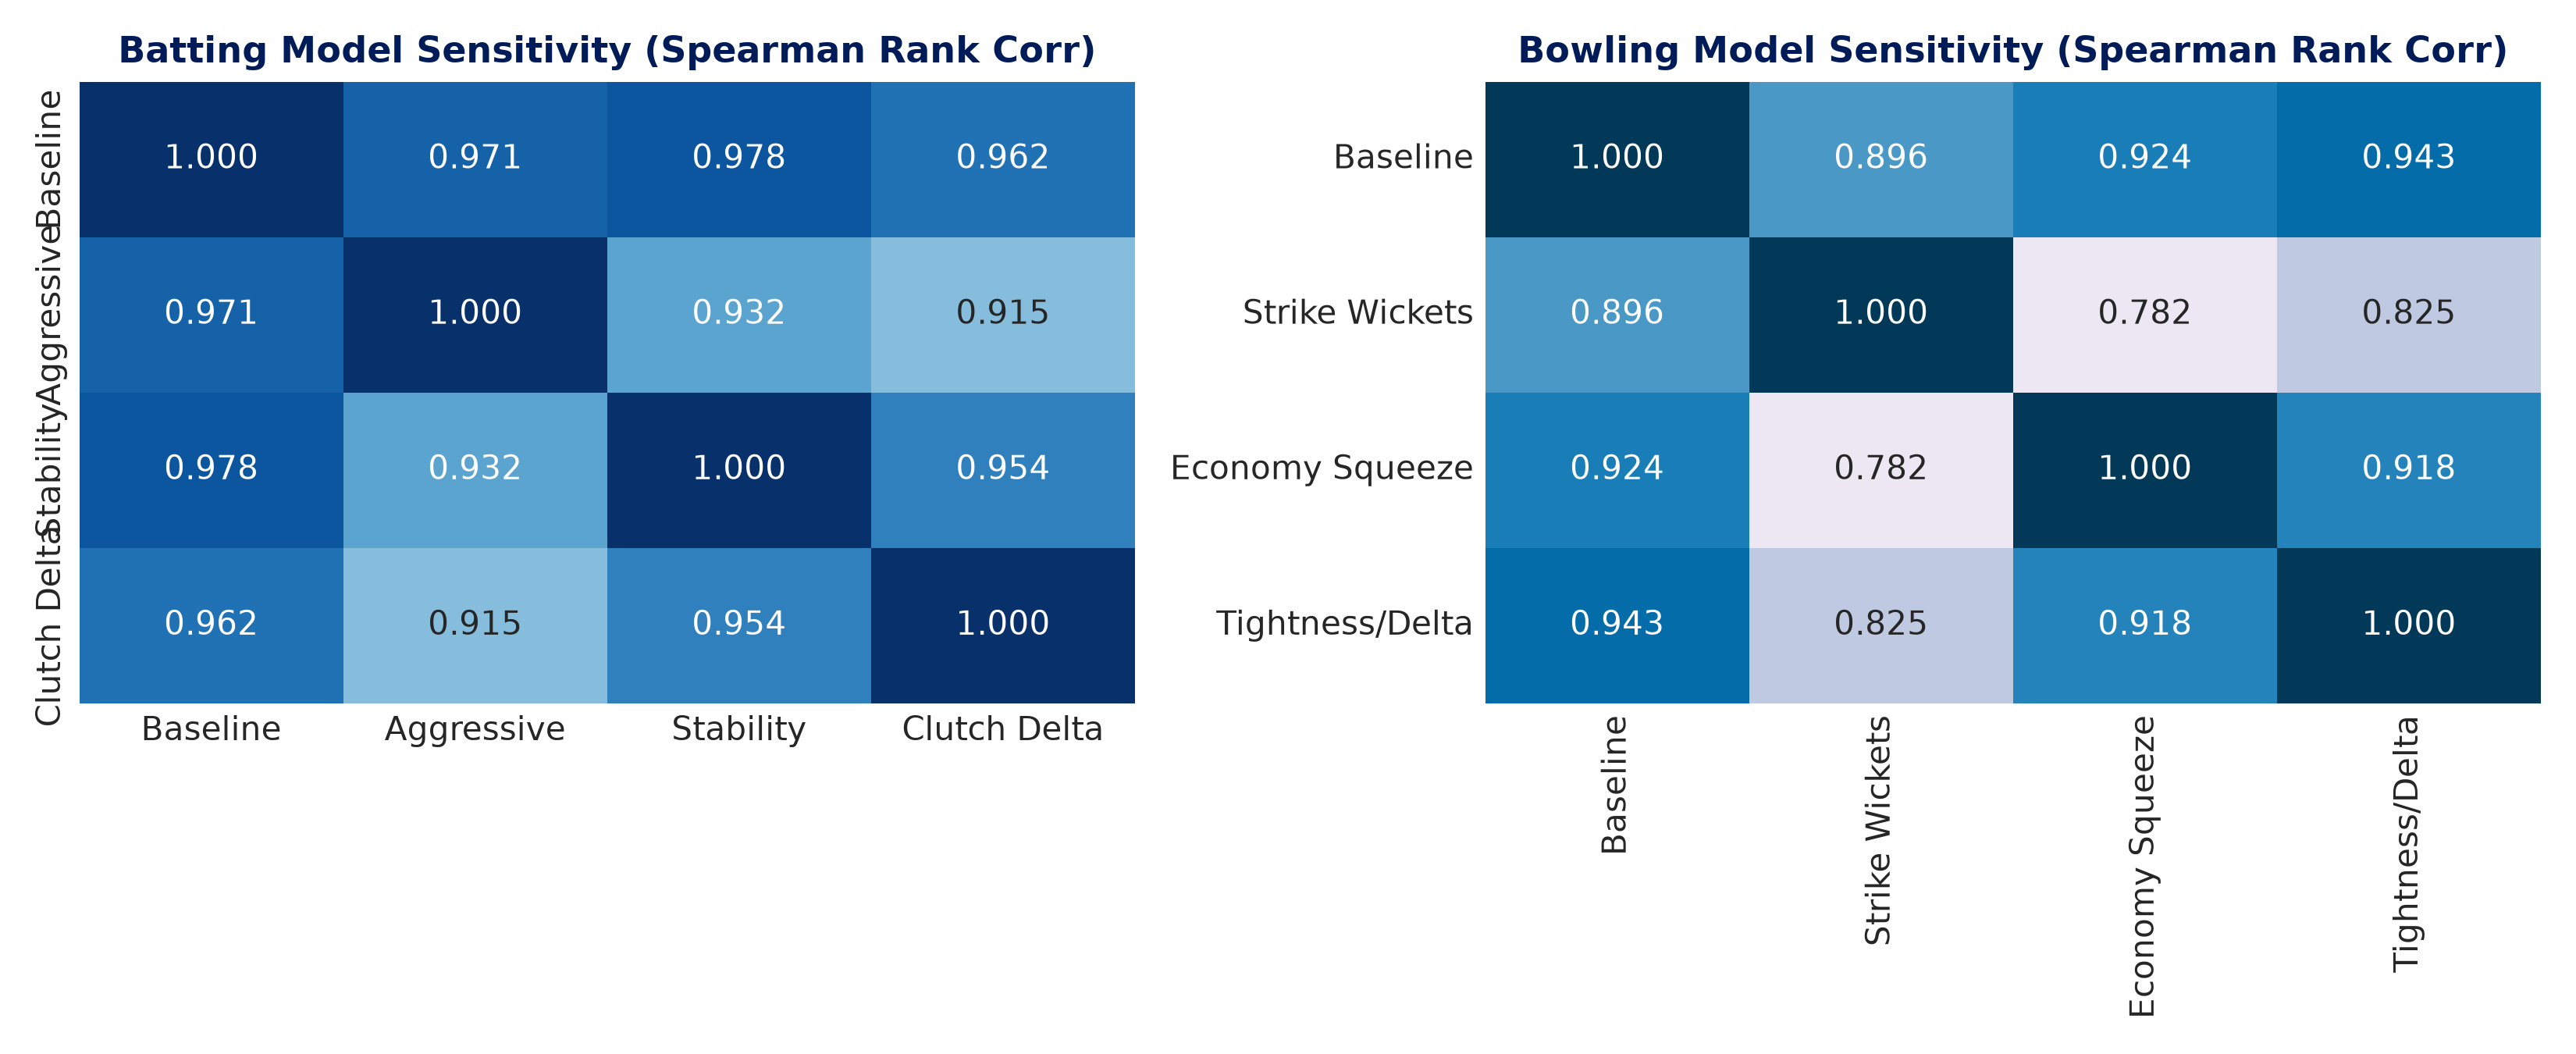 Batting Model Sensitivity (Spearman Rank Corr)
Baseline 1.000 0.971 0.978 0.962
Aggressive 0.971 1.000 0.932 0.915
Stability 0.978 0.932 1.000 0.954
Clutch Delta 0.962 0.915 0.954 1.000
Baseline Aggressive Stability Clutch Delta
Bowling Model Sensitivity (Spearman Rank Corr)
Baseline 1.000 0.896 0.924 0.943
Strike Wickets 0.896 1.000 0.782 0.825
Economy Squeeze 0.924 0.782 1.000 0.918
Tightness/Delta 0.943 0.825 0.918 1.000
Baseline
Strike Wickets
Economy Squeeze
Tightness/Delta